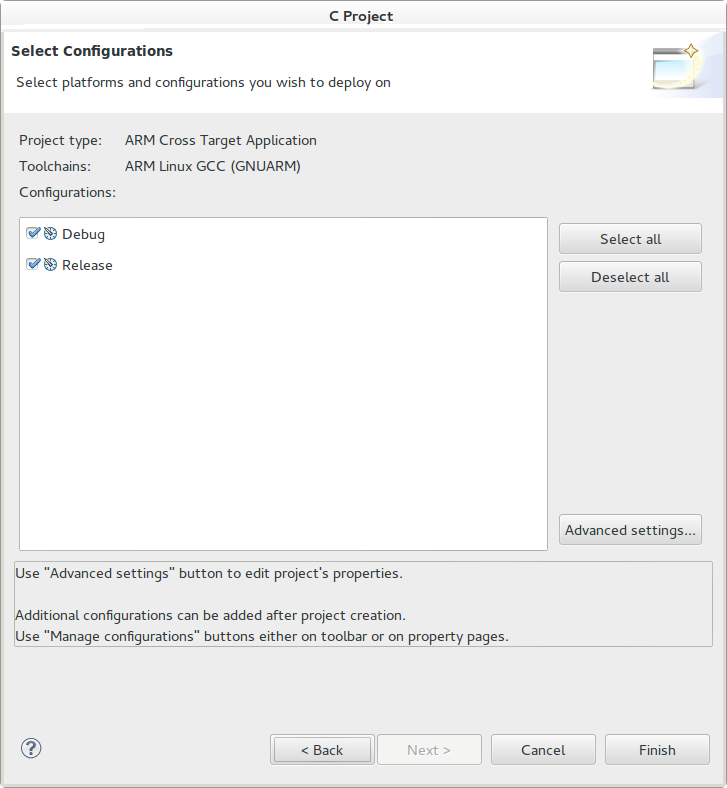 C Project
Select Configurations
Select platforms and configurations you wish to deploy on
Project type: ARM Cross Target Application
Toolchains: ARM Linux GCC (GNUARM)
Configurations:
Debug
Release
Select all
Deselect all
Advanced settings...
Use "Advanced settings" button to edit project's properties.
Additional configurations can be added after project creation.
Use "Manage configurations" buttons either on toolbar or on property pages.
? < Back Next > Cancel Finish